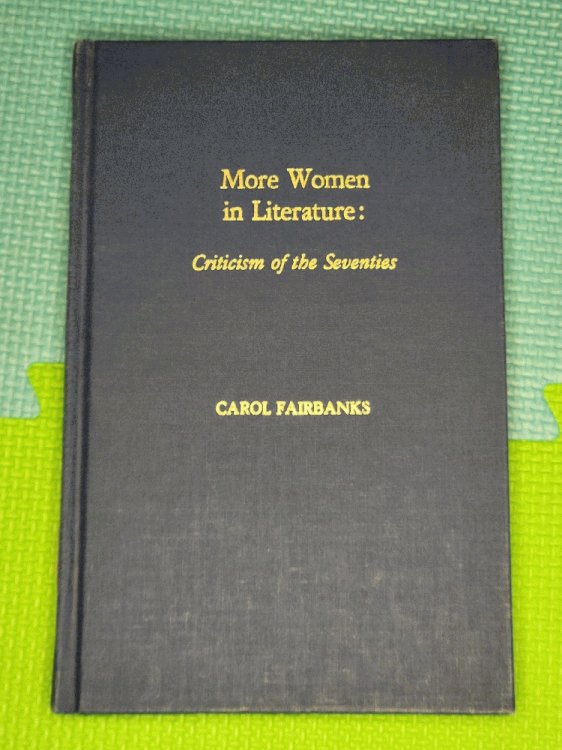 More Women
in Literature:
Criticism of the Seventies
CAROL FAIRBANKS